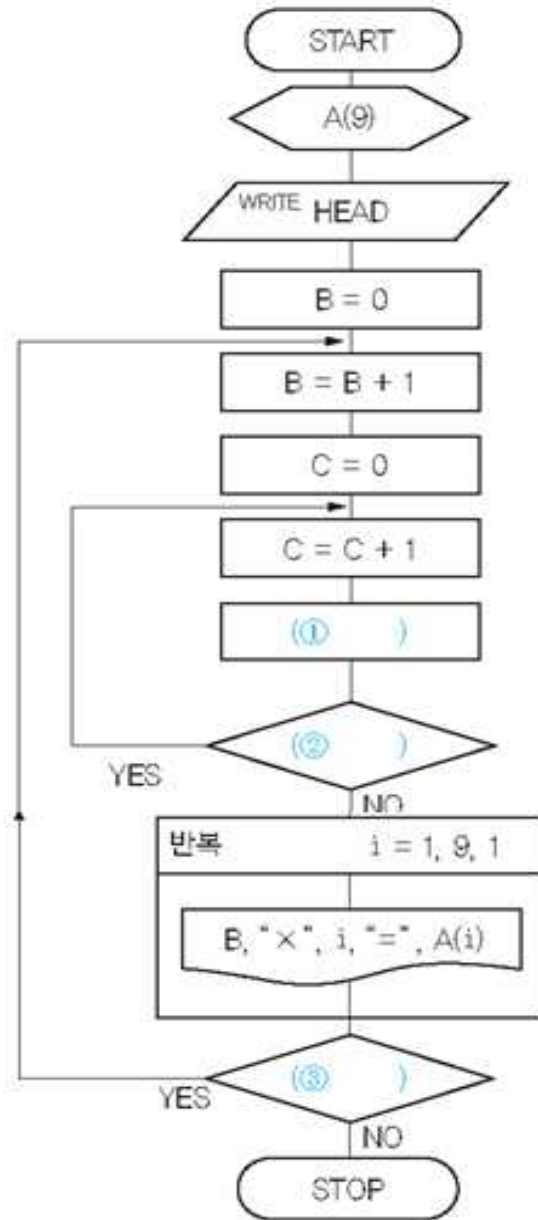 START
A(9)
WRITE HEAD
B = 0
B = B + 1
C = 0
C = C + 1
(① )
(② )
YES
NO
반복 i = 1, 9, 1
B, "×", i, "=", A(i)
(③ )
YES
NO
STOP